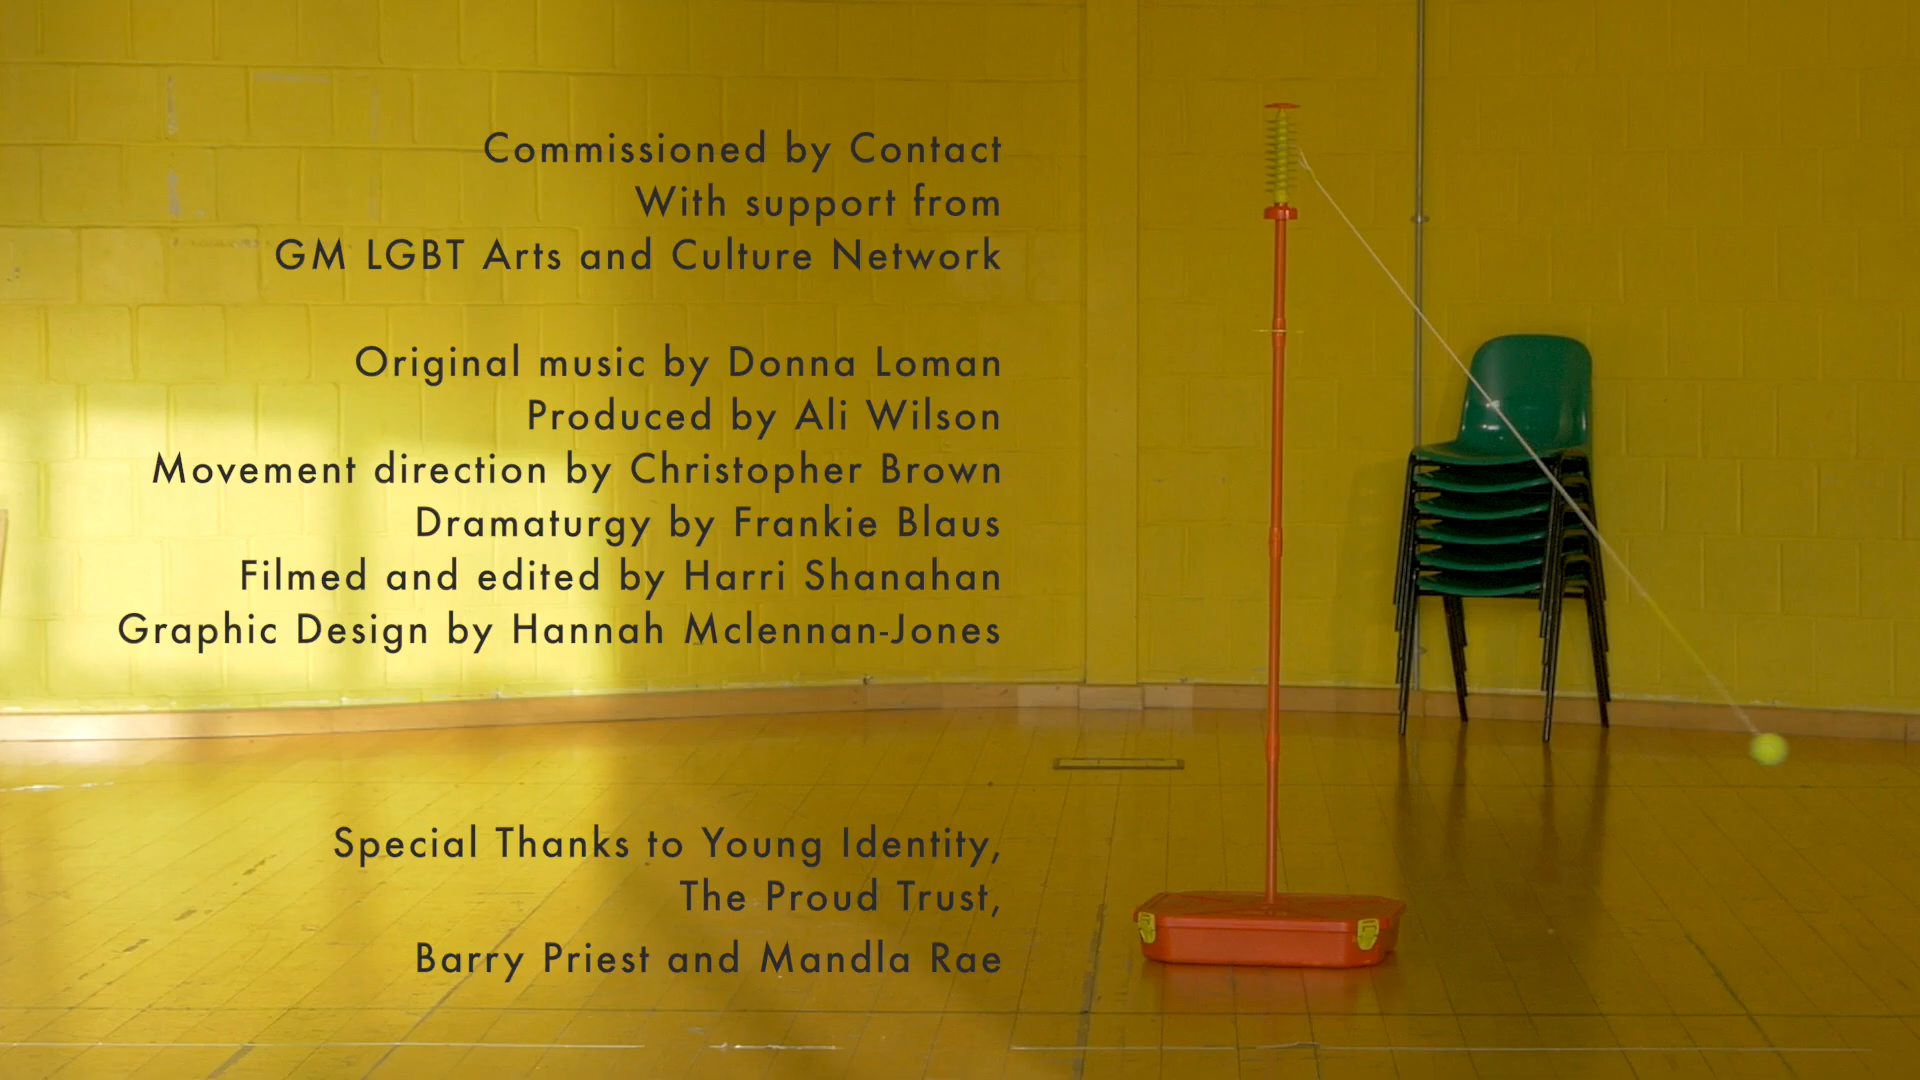 Commissioned by Contact
With support from
GM LGBT Arts and Culture Network
Original music by Donna Loman
Produced by Ali Wilson
Movement direction by Christopher Brown
Dramaturgy by Frankie Blaus
Filmed and edited by Harri Shanahan
Graphic Design by Hannah Mclennan-Jones
Special Thanks to Young Identity,
The Proud Trust,
Barry Priest and Mandla Rae